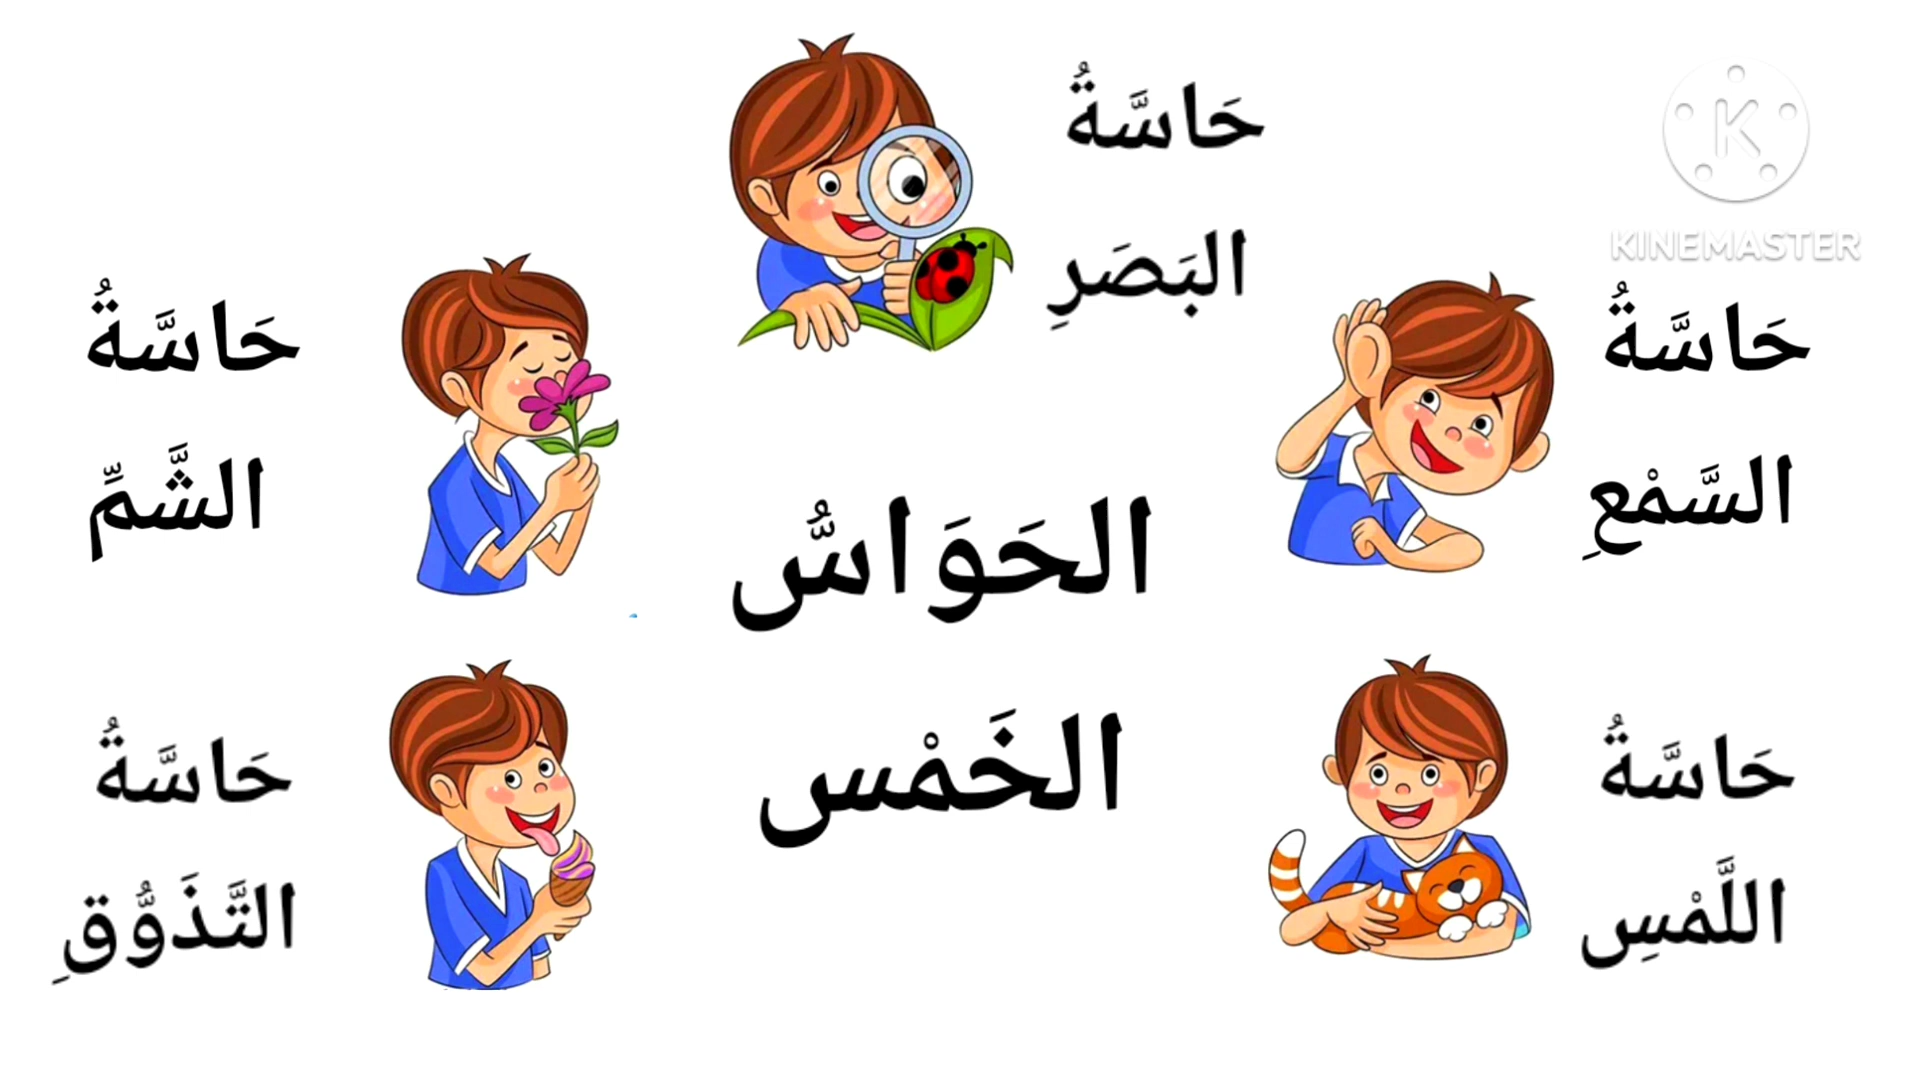 حَاسَّةُ
البَصَرِ
K
KINEMASTER
حَاسَّةُ
السَّمْعِ
حَاسَّةُ
الشَّمِّ
الحَوَاسُّ
الخَمْس
حَاسَّةُ
اللَّمْسِ
حَاسَّةُ
التَّذَوُّقِ